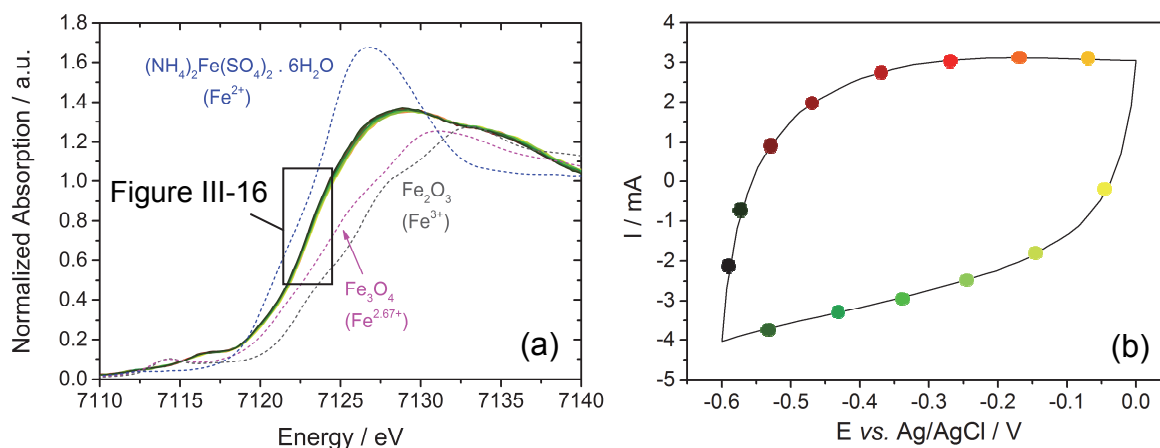 1.8
1.6
1.4
1.2
1.0
0.8
0.6
0.4
0.2
0.0
Normalized Absorption / a.u.
(NH4)2Fe(SO4)2 . 6H2O
(Fe2+)
Figure III-16
Fe2O3
(Fe3+)
Fe3O4
(Fe2.67+)
(a)
7110 7115 7120 7125 7130 7135 7140
Energy / eV
4
3
2
1
0
-1
-2
-3
-4
-5
I / mA
(b)
-0.6 -0.5 -0.4 -0.3 -0.2 -0.1 0.0
E vs. Ag/AgCl / V